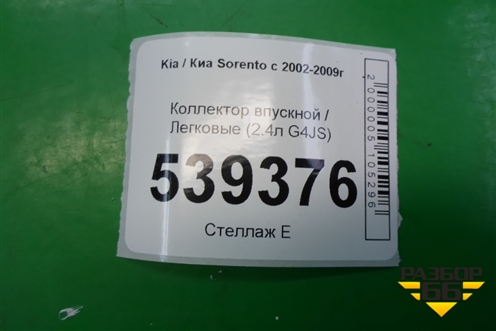 Kia / Киа Sorento с 2002-2009г
Коллектор впускной /
Легковые (2.4л G4JS)
539376
Стеллаж Е
2000005105296
РАЗБОР
66